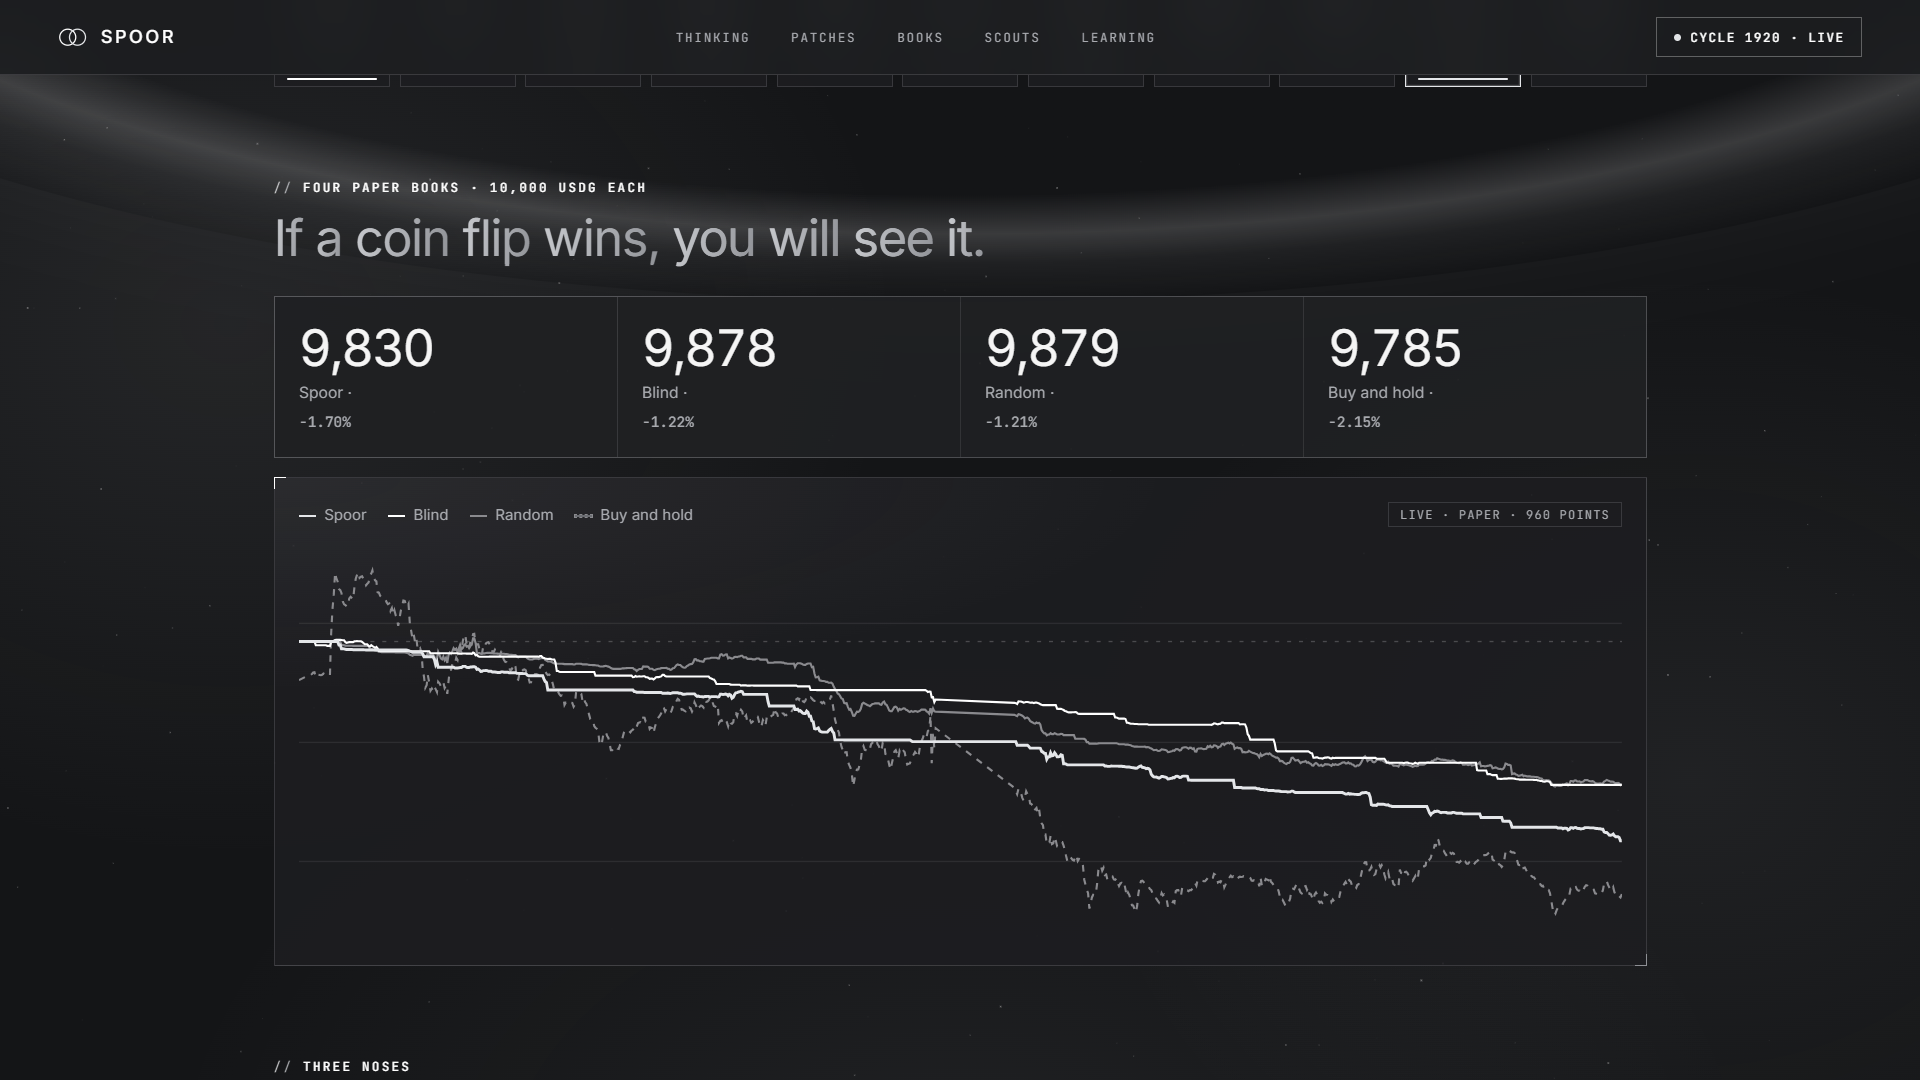 SPOOR
THINKING PATCHES BOOKS SCOUTS LEARNING
CYCLE 1920 · LIVE
// FOUR PAPER BOOKS · 10,000 USDG EACH
If a coin flip wins, you will see it.
9,830
Spoor ·
-1.70%
9,878
Blind ·
-1.22%
9,879
Random ·
-1.21%
9,785
Buy and hold ·
-2.15%
Spoor Blind Random Buy and hold
LIVE · PAPER · 960 POINTS
// THREE NOSES